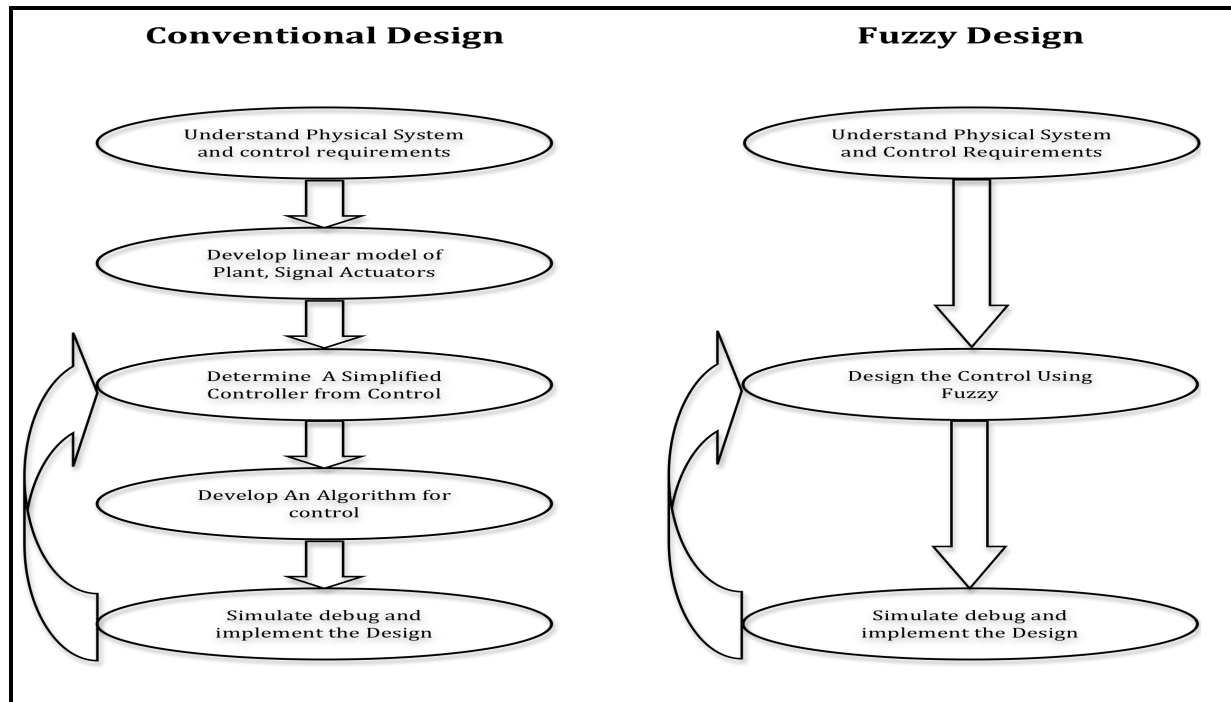 Conventional Design
Understand Physical System
and control requirements
Develop linear model of
Plant, Signal Actuators
Determine A Simplified
Controller from Control
Develop An Algorithm for
control
Simulate debug and
implement the Design
Fuzzy Design
Understand Physical System
and Control Requirements
Design the Control Using
Fuzzy
Simulate debug and
implement the Design